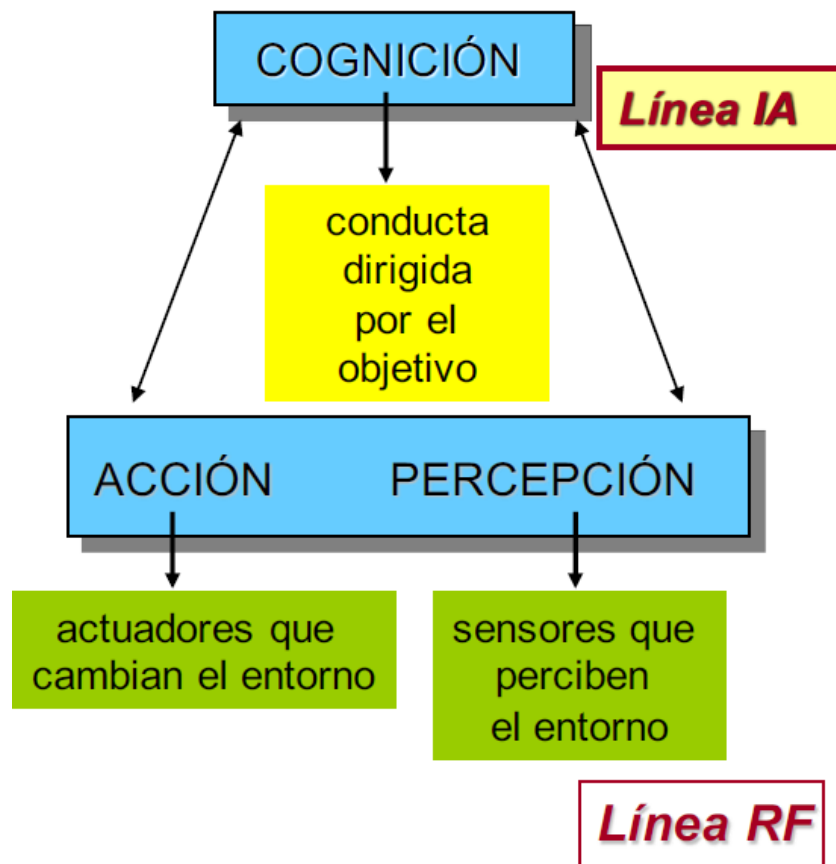 COGNICIÓN
Línea IA
conducta
dirigida
por el
objetivo
ACCIÓN
PERCEPCIÓN
actuadores que
cambian el entorno
sensores que
perciben
el entorno
Línea RF